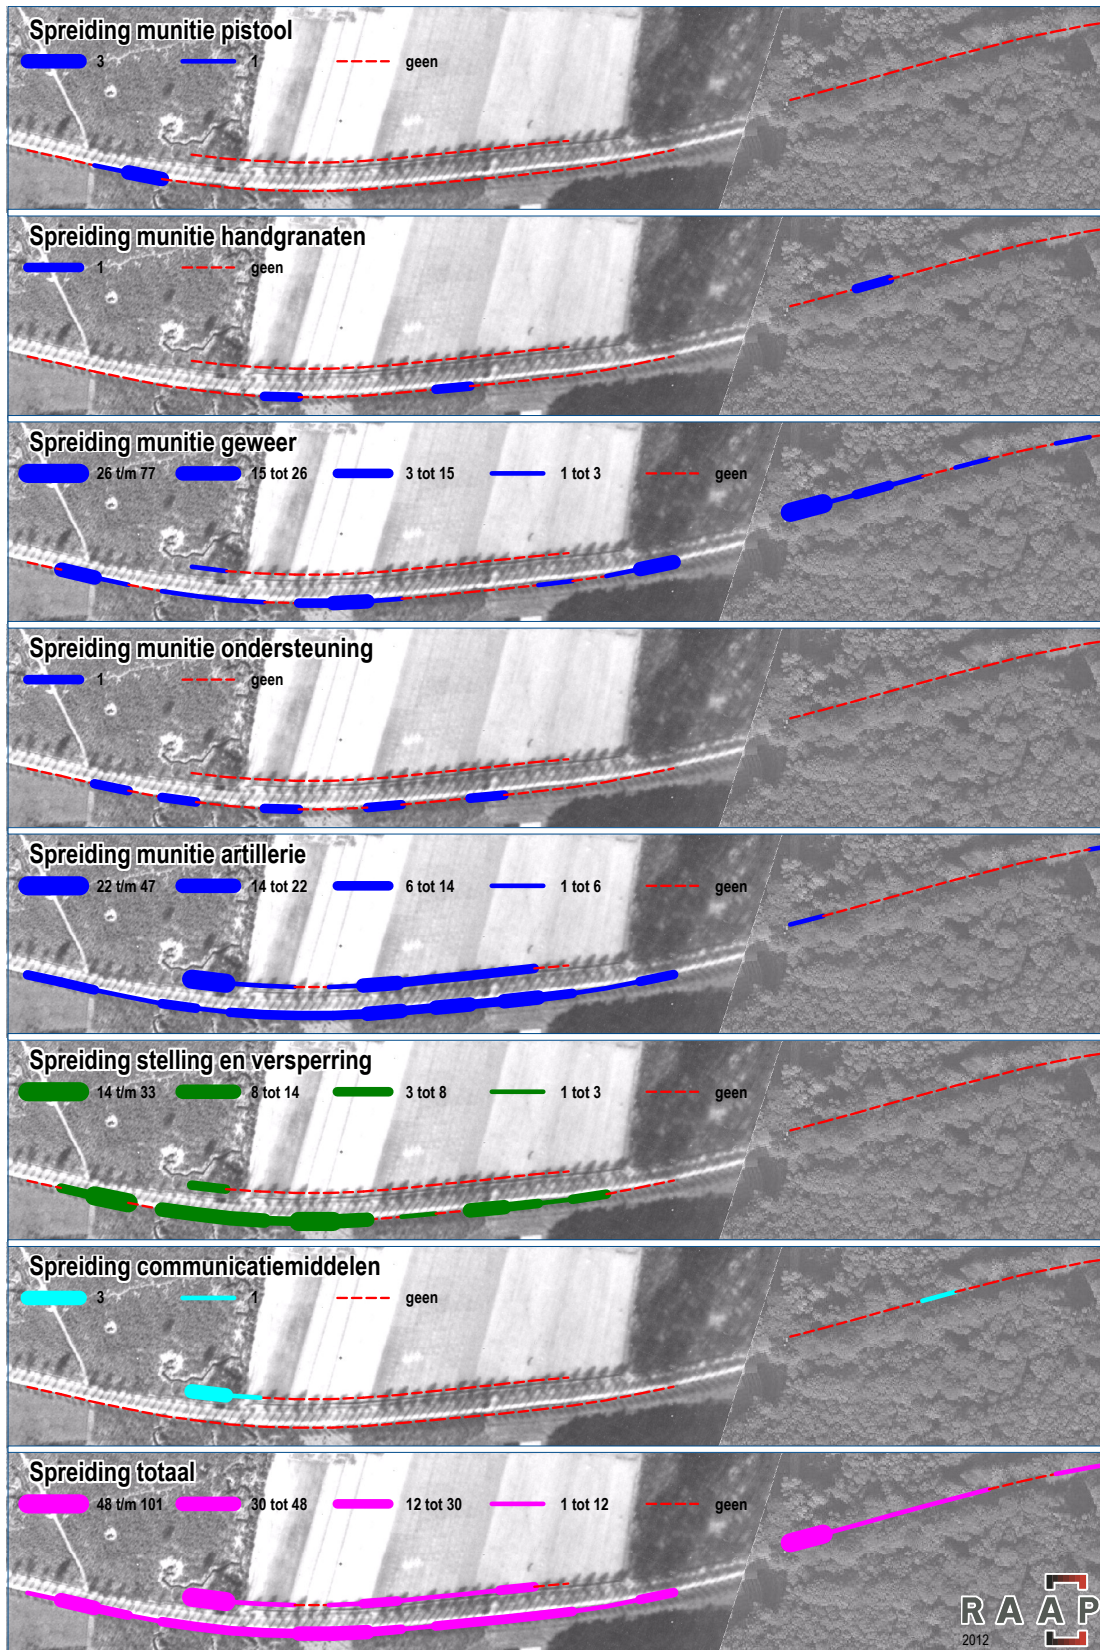 Spreiding munitie pistool
3 1 geen
Spreiding munitie handgranaten
1 geen
Spreiding munitie geweer
26 t/m 77 15 tot 26 3 tot 15 1 tot 3 geen
Spreiding munitie ondersteuning
1 geen
Spreiding munitie artillerie
22 t/m 47 14 tot 22 6 tot 14 1 tot 6 geen
Spreiding stelling en versperring
14 t/m 33 8 tot 14 3 tot 8 1 tot 3 geen
Spreiding communicatiemiddelen
3 1 geen
Spreiding totaal
48 t/m 101 30 tot 48 12 tot 30 1 tot 12 geen
RAAP
2012